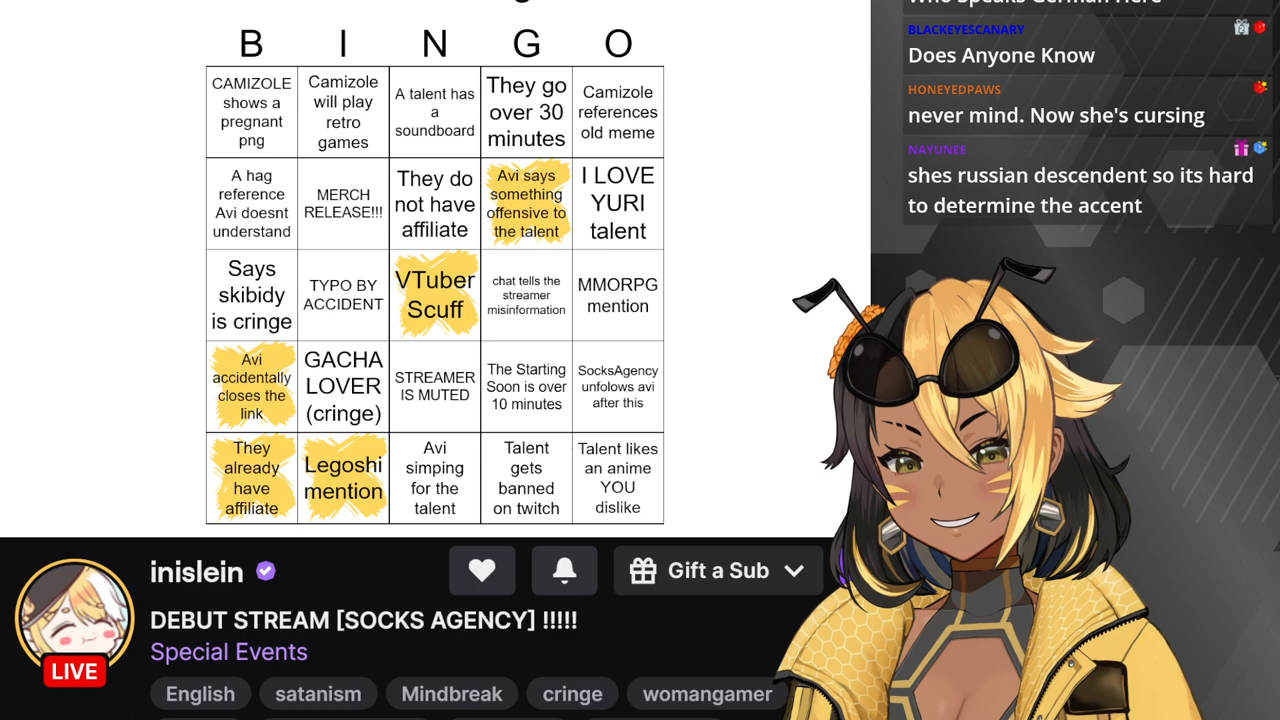 B I N G O
CAMIZOLE
shows a
pregnant
png
Camizole
will play
retro
games
A talent has
a
soundboard
They go
over 30
minutes
Camizole
references
old meme
A hag
reference
Avi doesnt
understand
MERCH
RELEASE!!!
They do
not have
affiliate
Avi says
something
offensive to
the talent
I LOVE
YURI
talent
Says
skibidy
is cringe
TYPO BY
ACCIDENT
VTuber
Scuff
chat tells the
streamer
misinformation
MMORPG
mention
Avi
accidentally
closes the
link
GACHA
LOVER
(cringe)
STREAMER
IS MUTED
The Starting
Soon is over
10 minutes
SocksAgency
unfolows avi
after this
They
already
have
affiliate
Legoshi
mention
Avi
simping
for the
talent
Talent
gets
banned
on twitch
Talent likes
an anime
YOU
dislike
BLACKEYESCANARY
Does Anyone Know
HONEYEDPAWS
never mind. Now she's cursing
NAYUNEE
shes russian descendent so its hard
to determine the accent
inislein
Gift a Sub
DEBUT STREAM [SOCKS AGENCY] !!!!!
Special Events
LIVE
English satanism Mindbreak cringe womangamer